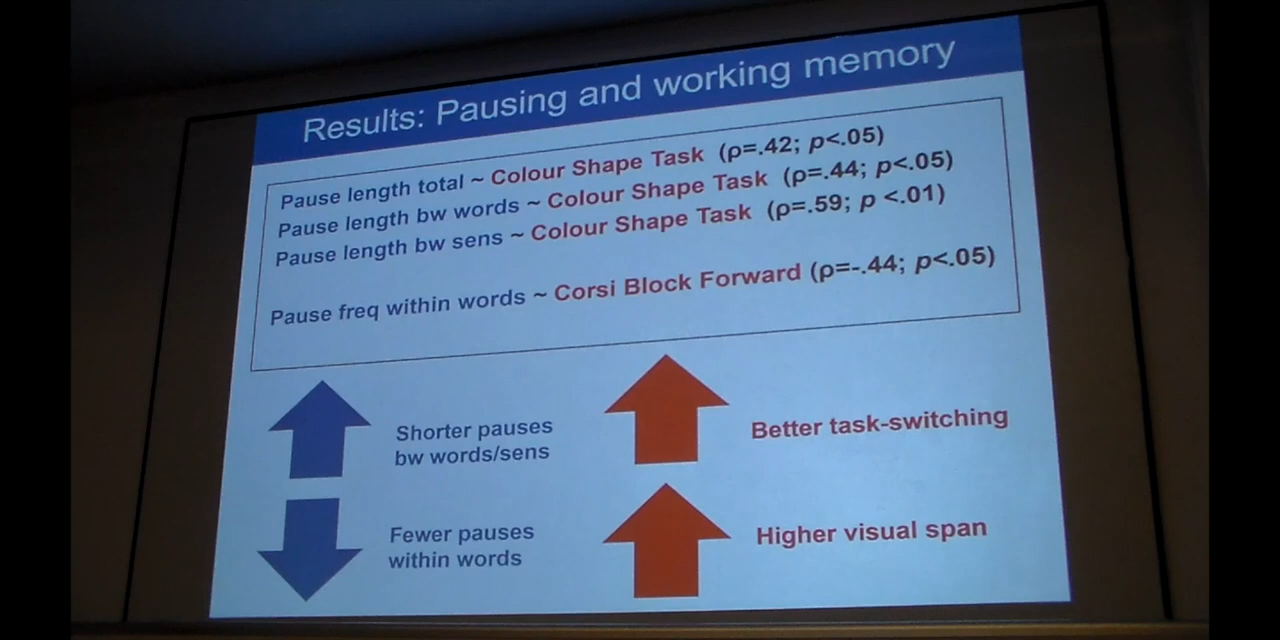 Results: Pausing and working memory
Pause length total ~ Colour Shape Task (ρ=.42; p<.05)
Pause length bw words ~ Colour Shape Task (ρ=.44; p<.05)
Pause length bw sens ~ Colour Shape Task (ρ=.59; p <.01)
Pause freq within words ~ Corsi Block Forward (ρ=-.44; p<.05)
Shorter pauses
bw words/sens
Better task-switching
Fewer pauses
within words
Higher visual span